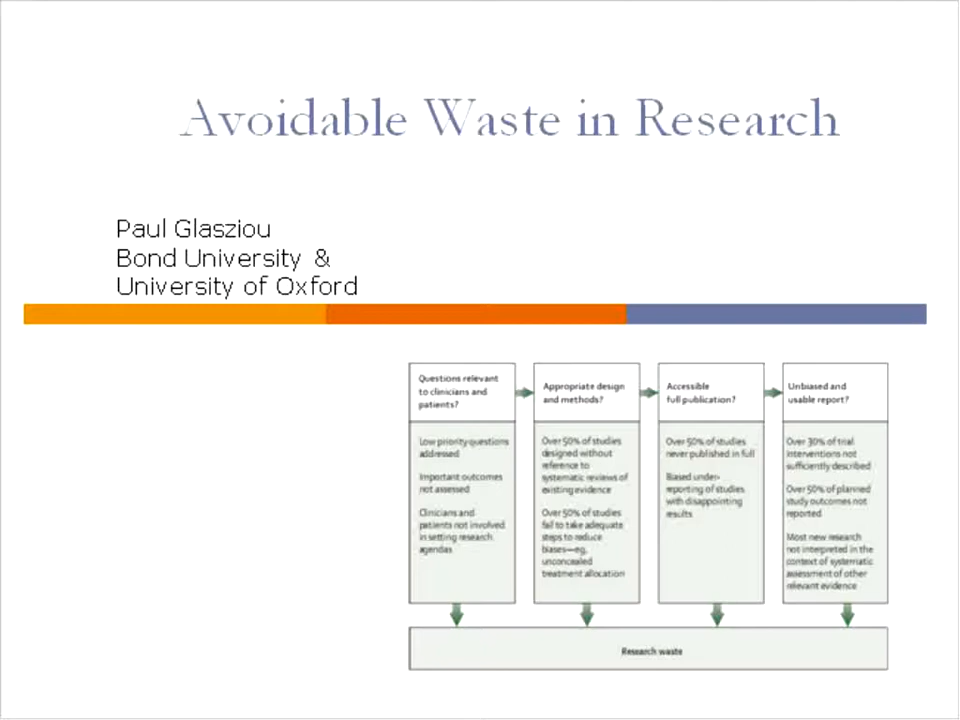 Avoidable Waste in Research
Paul Glasziou
Bond University &
University of Oxford
Questions relevant
to clinicians and
patients?
Low priority questions
addressed
Important outcomes
not assessed
Clinicians and
patients not involved
in setting research
agendas
Appropriate design
and methods?
Over 50% of studies
designed without
reference to
systematic reviews of
existing evidence
Over 50% of studies
fail to take adequate
steps to reduce
biases—eg,
unconcealed
treatment allocation
Accessible
full publication?
Over 50% of studies
never published in full
Biased under-
reporting of studies
with disappointing
results
Unbiased and
usable report?
Over 30% of trial
interventions not
sufficiently described
Over 50% of planned
study outcomes not
reported
Most new research
not interpreted in the
context of systematic
assessment of other
relevant evidence
Research waste